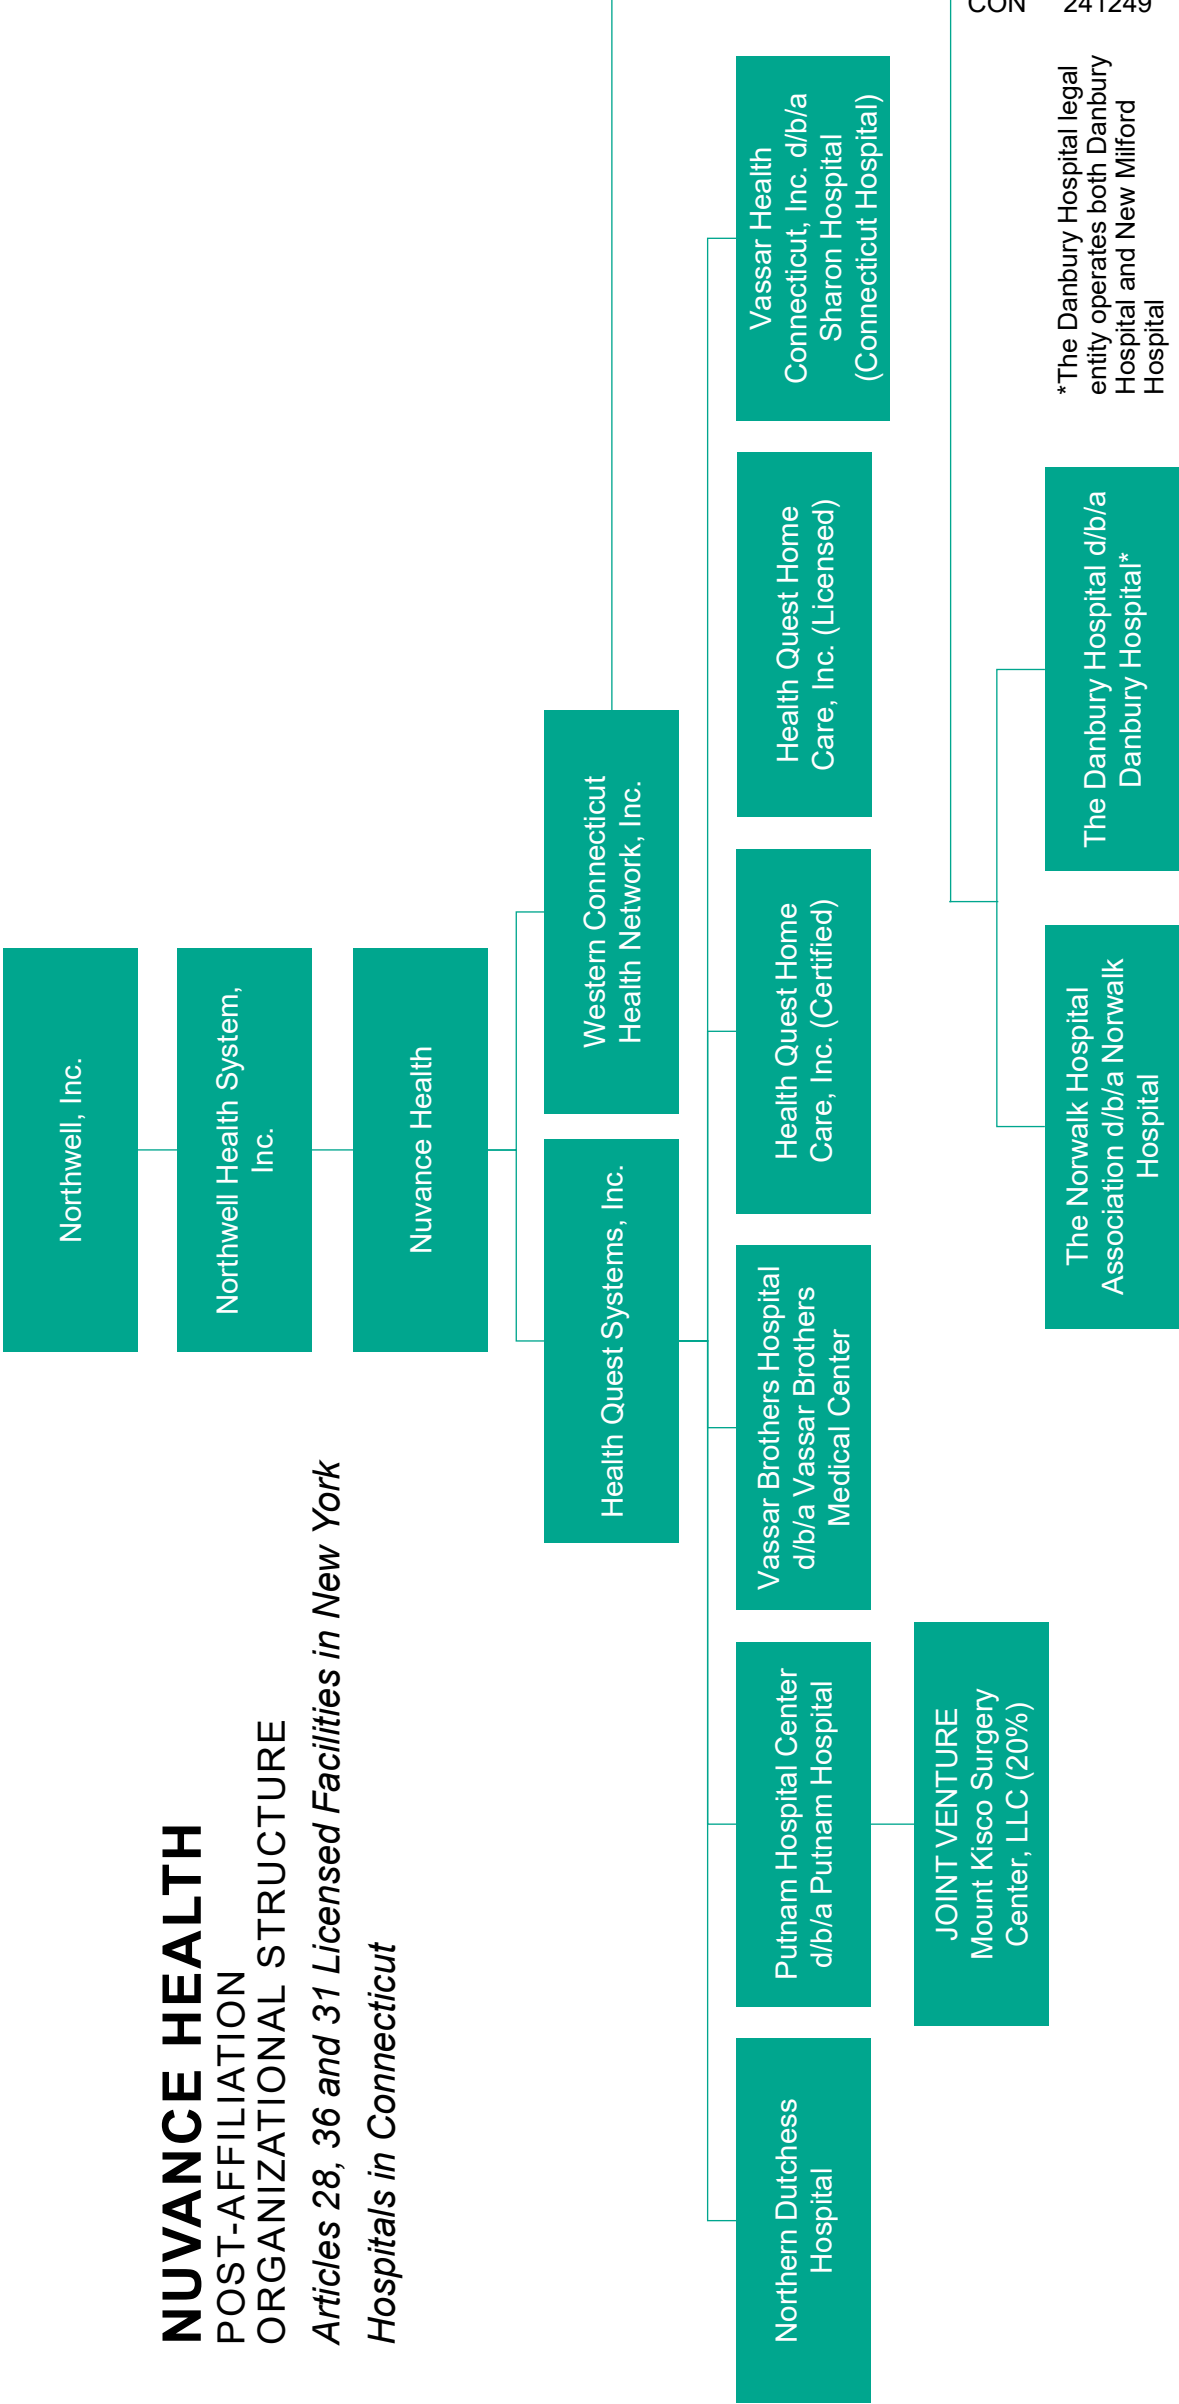 NUVANCE HEALTH
POST-AFFILIATION
ORGANIZATIONAL STRUCTURE
Articles 28, 36 and 31 Licensed Facilities in New York
Hospitals in Connecticut
Northwell, Inc.
Northwell Health System,
Inc.
Nuvance Health
Health Quest Systems, Inc.
Western Connecticut
Health Network, Inc.
Northern Dutchess
Hospital
Putnam Hospital Center
d/b/a Putnam Hospital
Vassar Brothers Hospital
d/b/a Vassar Brothers
Medical Center
Health Quest Home
Care, Inc. (Certified)
Health Quest Home
Care, Inc. (Licensed)
Vassar Health
Connecticut, Inc. d/b/a
Sharon Hospital
(Connecticut Hospital)
JOINT VENTURE
Mount Kisco Surgery
Center, LLC (20%)
The Norwalk Hospital
Association d/b/a Norwalk
Hospital
The Danbury Hospital d/b/a
Danbury Hospital*
*The Danbury Hospital legal
entity operates both Danbury
Hospital and New Milford
Hospital
CON 241249